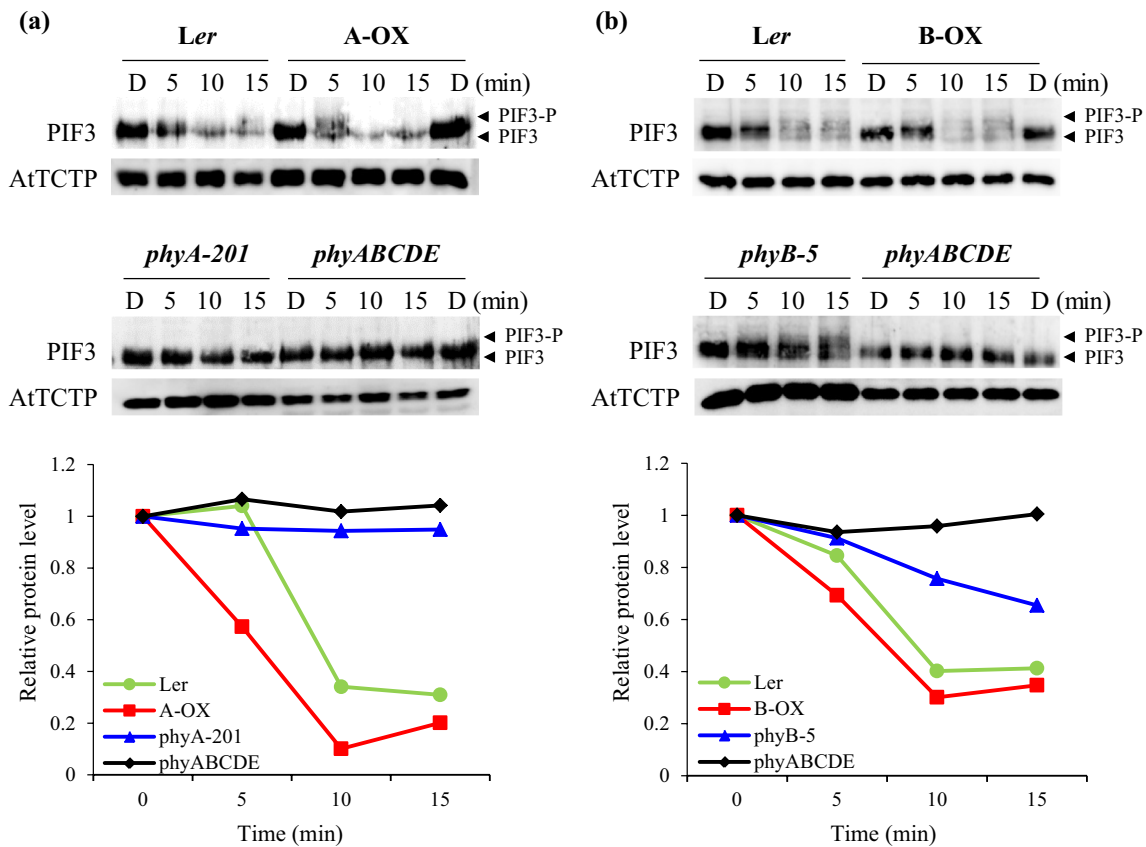 (a)
Ler A-OX
D 5 10 15 D 5 10 15 D (min)
PIF3
PIF3-P
PIF3
AtTCTP
phyA-201 phyABCDE
D 5 10 15 D 5 10 15 D (min)
PIF3
PIF3-P
PIF3
AtTCTP
Relative protein level
1.2
1
0.8
0.6
0.4
0.2
0
Ler
A-OX
phyA-201
phyABCDE
0 5 10 15
Time (min)
(b)
Ler B-OX
D 5 10 15 D 5 10 15 D (min)
PIF3
PIF3-P
PIF3
AtTCTP
phyB-5 phyABCDE
D 5 10 15 D 5 10 15 D (min)
PIF3
PIF3-P
PIF3
AtTCTP
Relative protein level
1.2
1
0.8
0.6
0.4
0.2
0
Ler
B-OX
phyB-5
phyABCDE
0 5 10 15
Time (min)